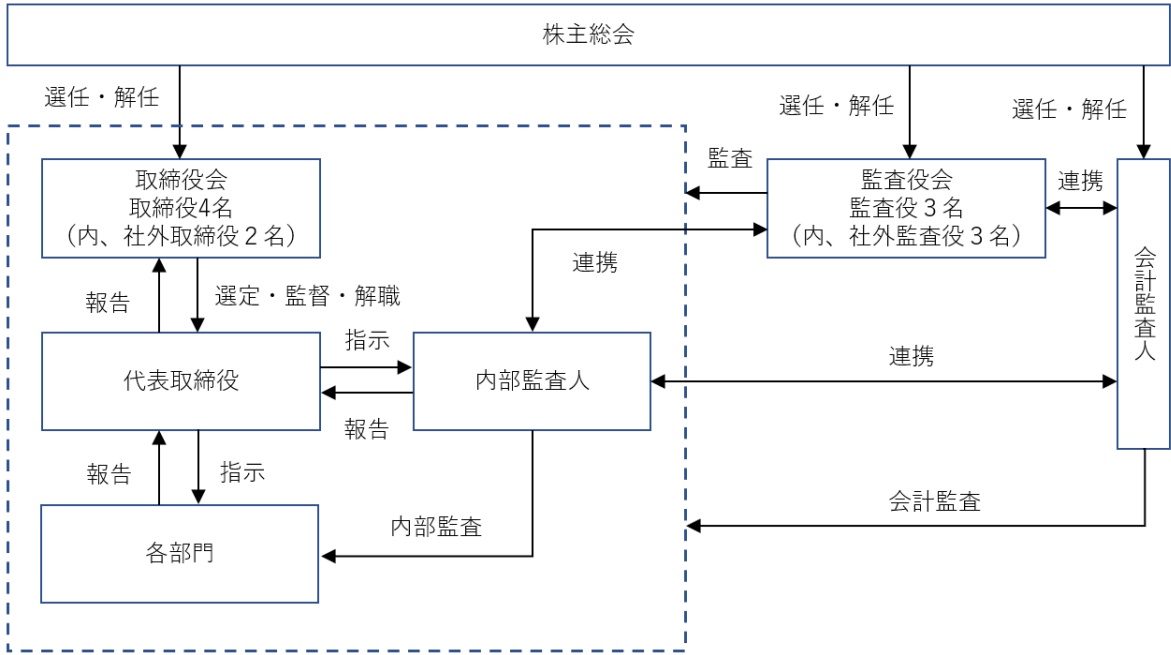 株主総会
選任・解任
選任・解任
選任・解任
取締役会
取締役4名
（内、社外取締役２名）
監査
監査役会
監査役３名
（内、社外監査役３名）
連携
会計監査人
連携
報告
選定・監督・解職
代表取締役
指示
報告
内部監査人
連携
報告
指示
会計監査
内部監査
各部門